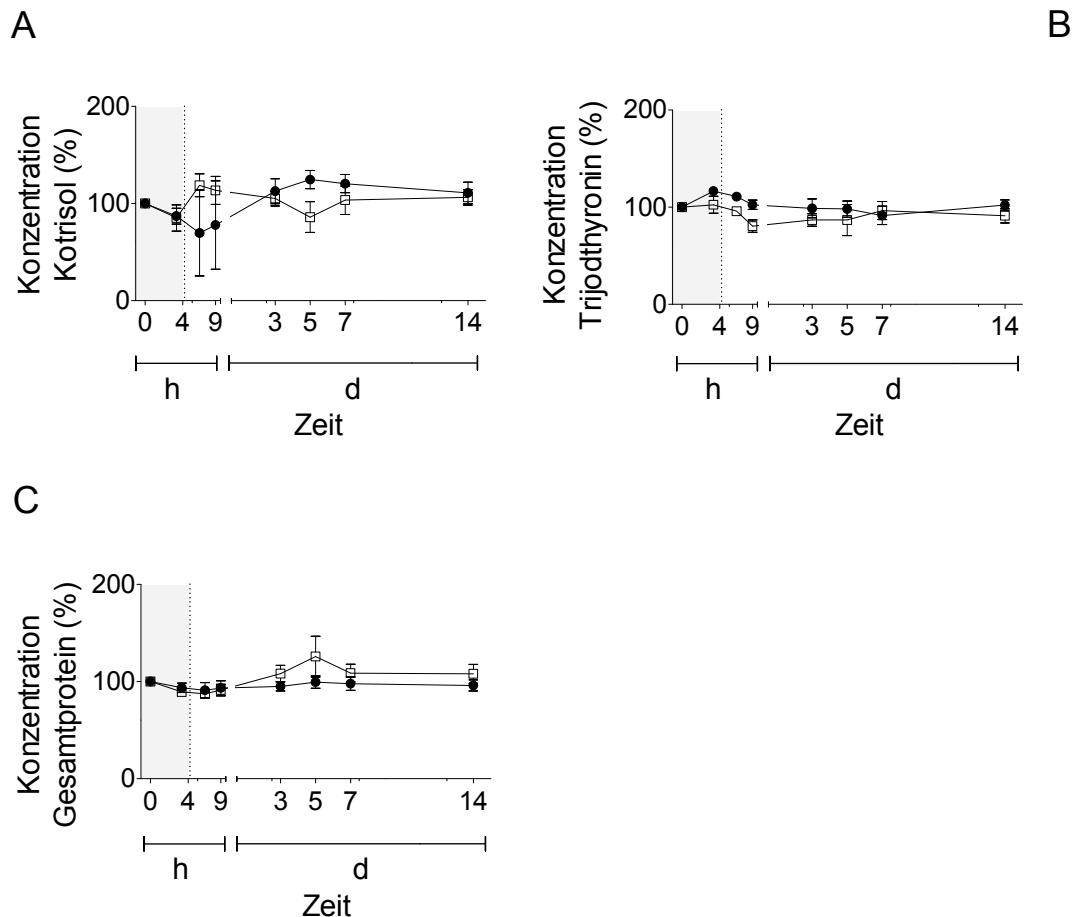 A
B
Konzentration
Kotrisol (%)
200
100
0
0 4 9 3 5 7 14
h d
Zeit
Konzentration
Trijodthyronin (%)
200
100
0
0 4 9 3 5 7 14
h d
Zeit
C
Konzentration
Gesamtprotein (%)
200
100
0
0 4 9 3 5 7 14
h d
Zeit